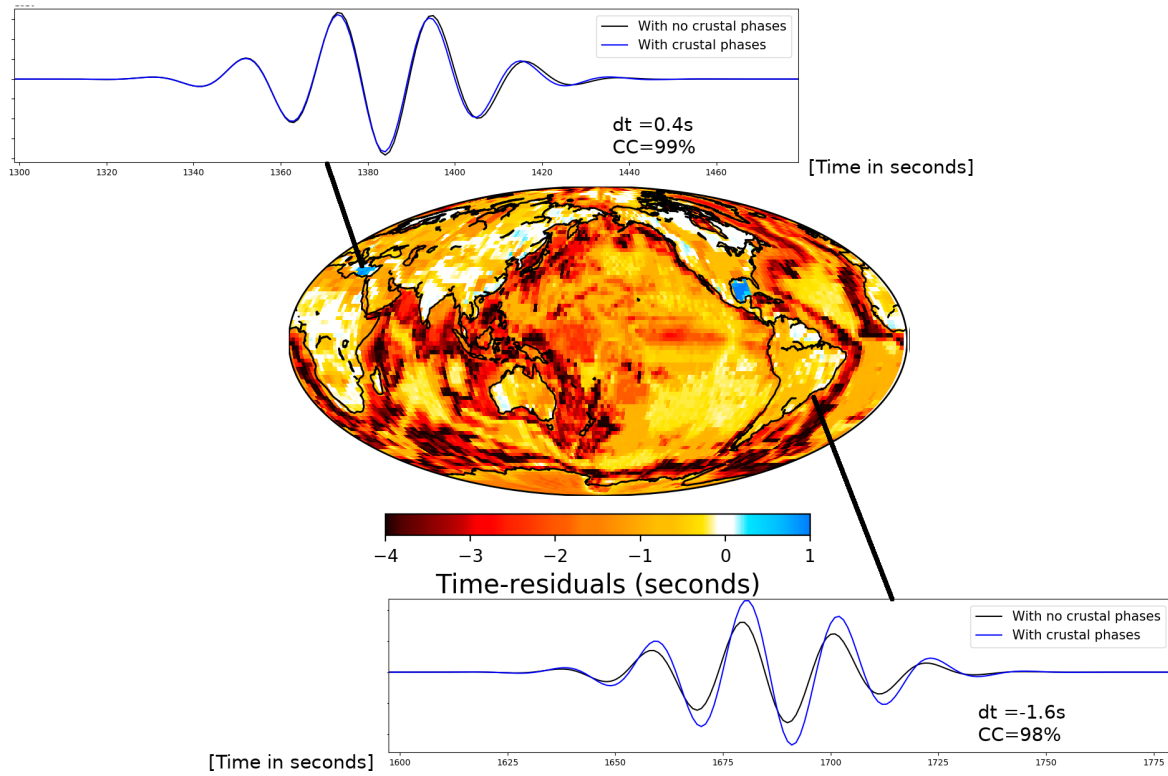 With no crustal phases
With crustal phases
dt =0.4s
CC=99%
1300 1320 1340 1360 1380 1400 1420 1440 1460
[Time in seconds]
−4 −3 −2 −1 0 1
Time-residuals (seconds)
With no crustal phases
With crustal phases
dt =-1.6s
CC=98%
1600 1625 1650 1675 1700 1725 1750 1775
[Time in seconds]